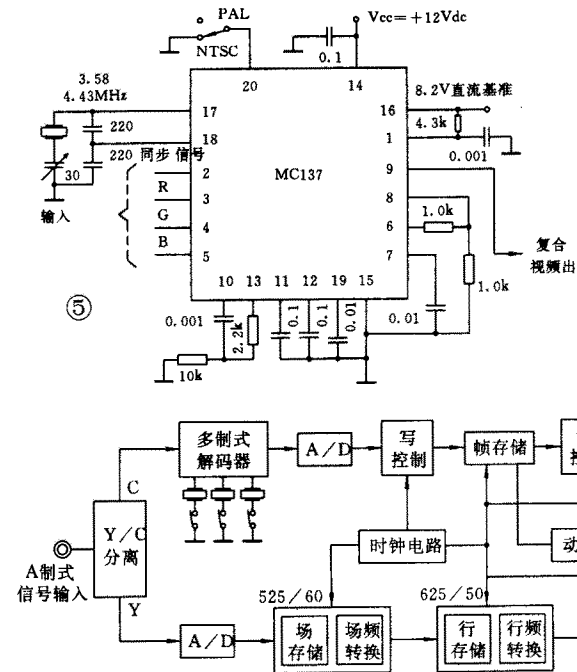 PAL
NTSC
Vcc=+12Vdc
0.1
20
14
3.58
4.43MHz
8.2V直流基准
17
16
4.3k
220
18
1
0.001
220
同步信号
30
2
MC137
9
输入
R
3
8
G
4
6
1.0k
复合
视频出
B
5
7
1.0k
⑤
10
13
11
12
19
15
0.001
2.2k
0.1
0.1
0.01
0.01
10k
多制式
解码器
A/D
写
控制
帧存储
C
Y/C
分离
时钟电路
动
A制式
信号输入
Y
525/60
625/50
A/D
场
存储
场频
转换
行
存储
行频
转换